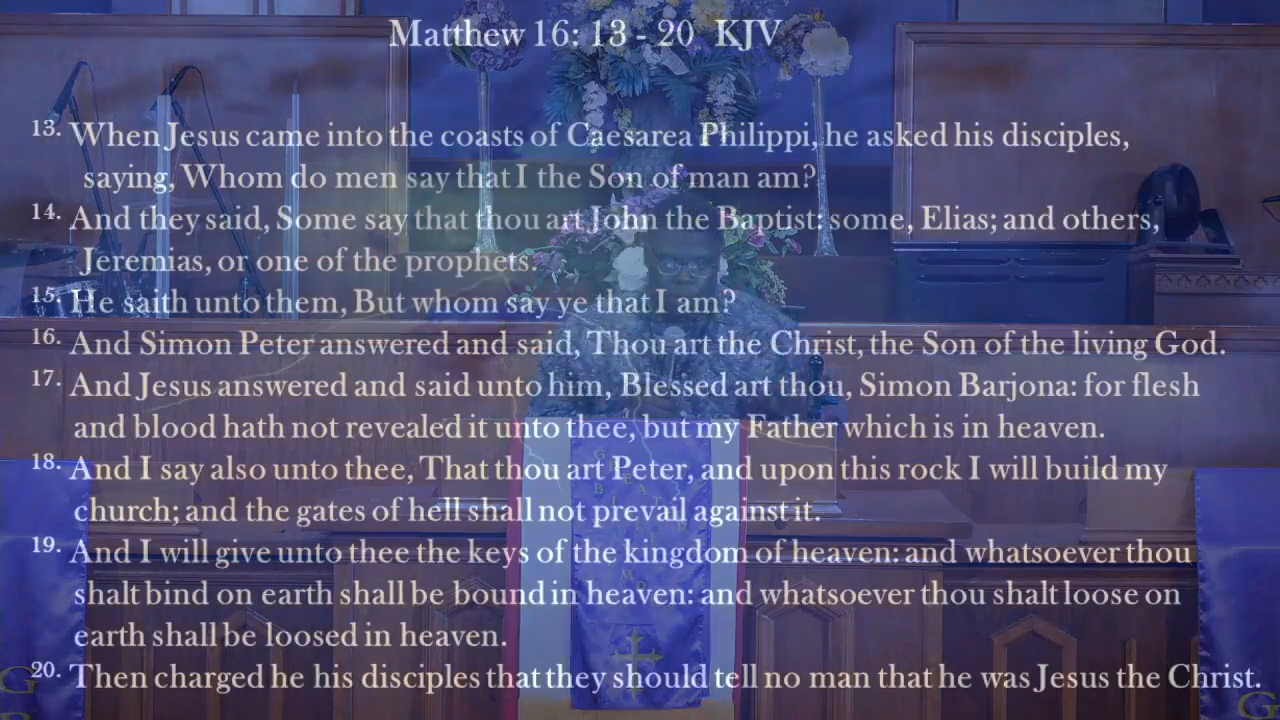 Matthew 16: 13 - 20 KJV
13. When Jesus came into the coasts of Caesarea Philippi, he asked his disciples,
saying, Whom do men say that I the Son of man am?
14. And they said, Some say that thou art John the Baptist: some, Elias; and others,
Jeremias, or one of the prophets.
15. He saith unto them, But whom say ye that I am?
16. And Simon Peter answered and said, Thou art the Christ, the Son of the living God.
17. And Jesus answered and said unto him, Blessed art thou, Simon Barjona: for flesh
and blood hath not revealed it unto thee, but my Father which is in heaven.
18. And I say also unto thee, That thou art Peter, and upon this rock I will build my
church; and the gates of hell shall not prevail against it.
19. And I will give unto thee the keys of the kingdom of heaven: and whatsoever thou
shalt bind on earth shall be bound in heaven: and whatsoever thou shalt loose on
earth shall be loosed in heaven.
20. Then charged he his disciples that they should tell no man that he was Jesus the Christ.